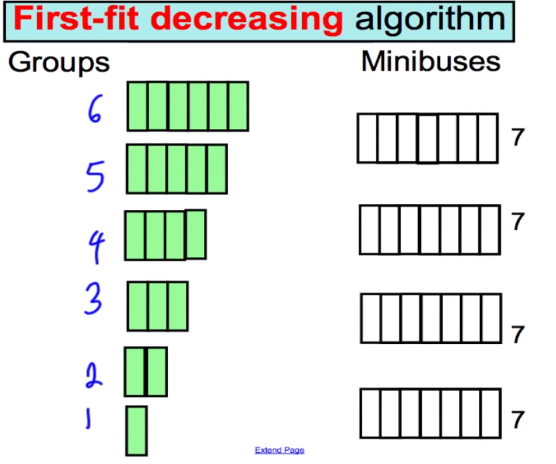 First-fit decreasing algorithm
Groups
Minibuses
6
7
5
7
4
3
7
2
1
7
Extend Page